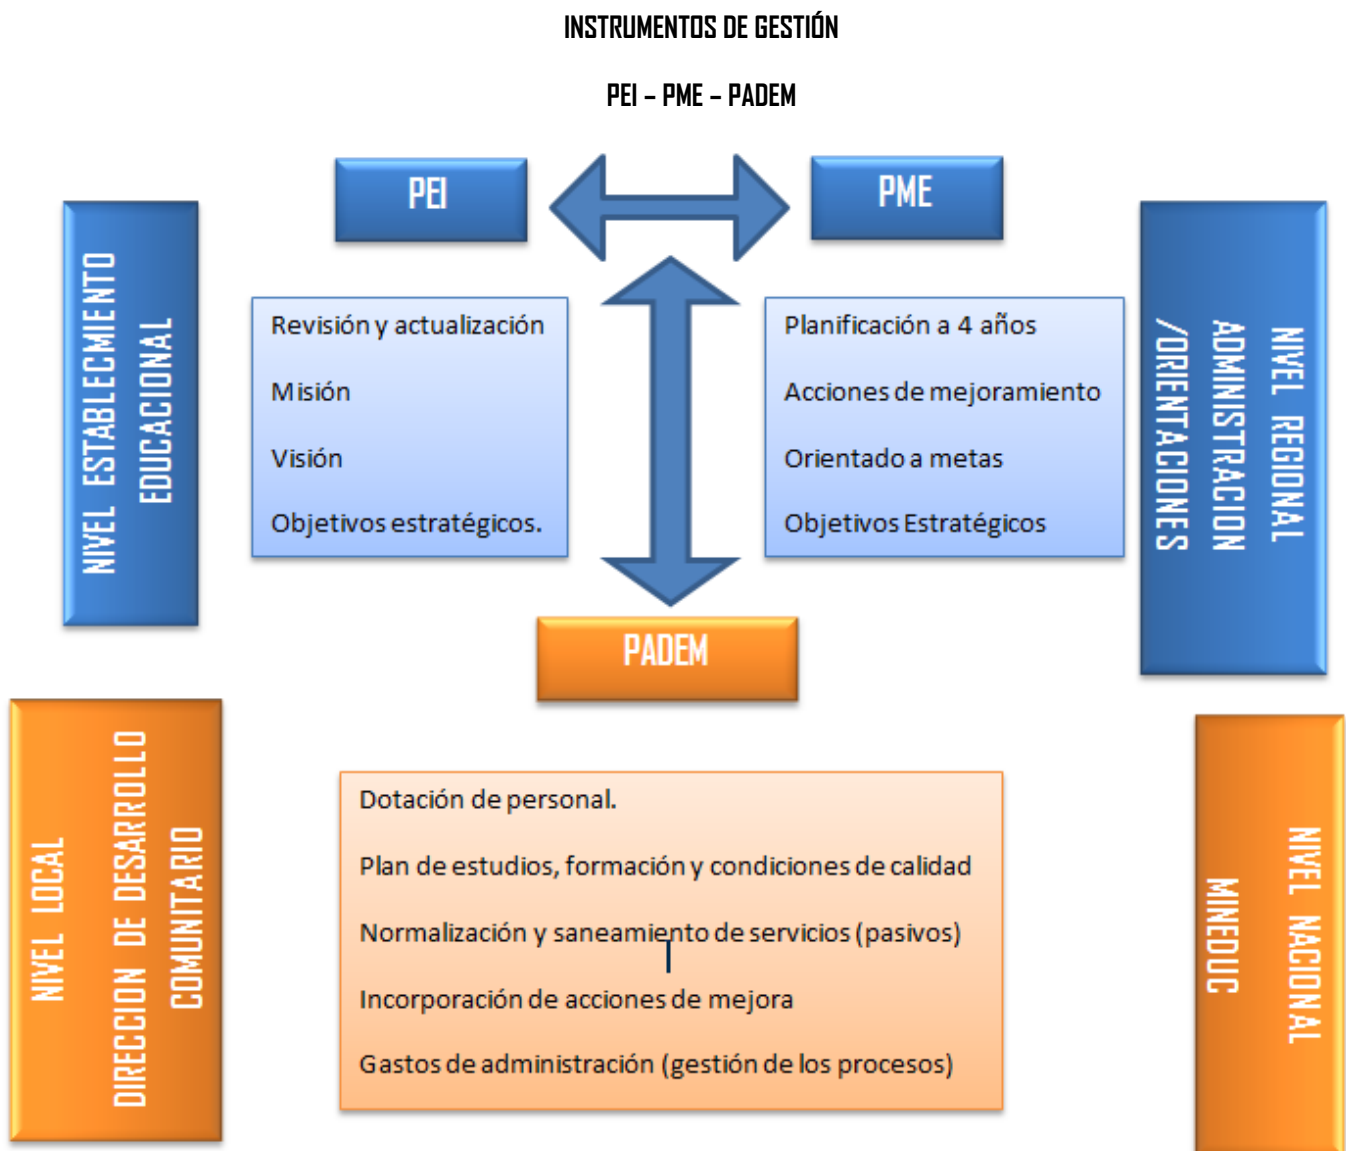 INSTRUMENTOS DE GESTIÓN
PEI – PME – PADEM
PEI
PME
NIVEL ESTABLECMIENTO
EDUCACIONAL
Revisión y actualización
Misión
Visión
Objetivos estratégicos.
Planificación a 4 años
Acciones de mejoramiento
Orientado a metas
Objetivos Estratégicos
NIVEL REGIONAL
ADMINISTRACION
/ORIENTACIONES
PADEM
NIVEL LOCAL
DIRECCION DE DESARROLLO
COMUNITARIO
Dotación de personal.
Plan de estudios, formación y condiciones de calidad
Normalización y saneamiento de servicios (pasivos)
Incorporación de acciones de mejora
Gastos de administración (gestión de los procesos)
NIVEL NACIONAL
MINEDUC